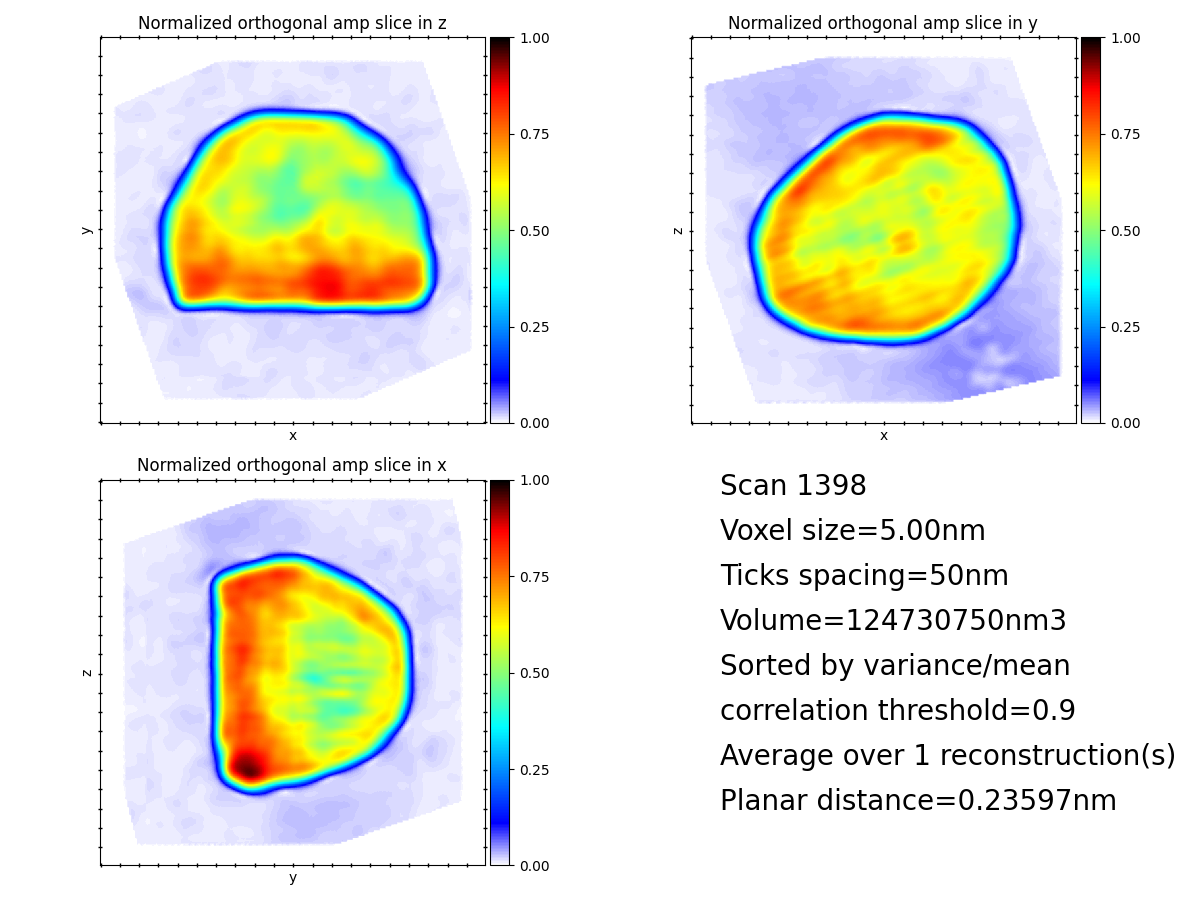 Normalized orthogonal amp slice in z
1.00
0.75
0.50
0.25
0.00
y
x
Normalized orthogonal amp slice in y
1.00
0.75
0.50
0.25
0.00
z
x
Normalized orthogonal amp slice in x
1.00
0.75
0.50
0.25
0.00
z
y
Scan 1398
Voxel size=5.00nm
Ticks spacing=50nm
Volume=124730750nm3
Sorted by variance/mean
correlation threshold=0.9
Average over 1 reconstruction(s)
Planar distance=0.23597nm